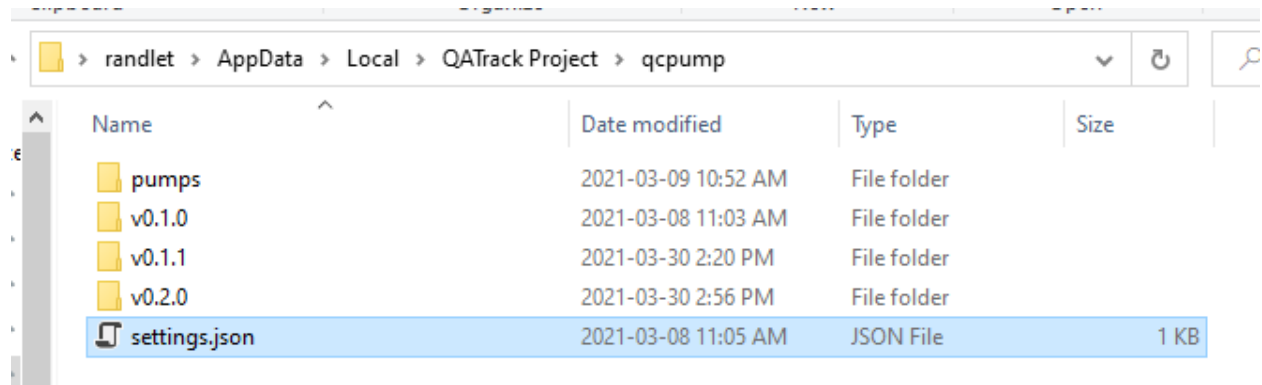 randlet > AppData > Local > QATrack Project > qcpump
Name Date modified Type Size
pumps 2021-03-09 10:52 AM File folder
v0.1.0 2021-03-08 11:03 AM File folder
v0.1.1 2021-03-30 2:20 PM File folder
v0.2.0 2021-03-30 2:56 PM File folder
settings.json 2021-03-08 11:05 AM JSON File 1 KB